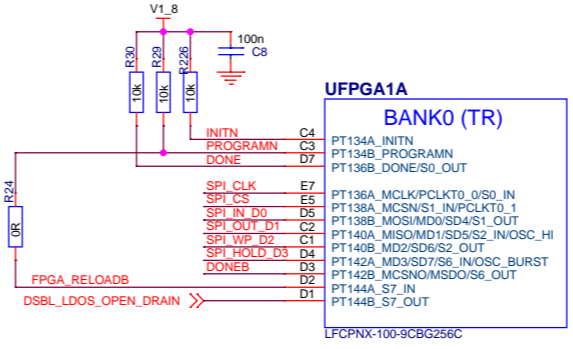 V1_8
100n
C8
R30
R29
R226
10k
10k
10k
UFPGA1A
BANK0 (TR)
INITN C4 PT134A_INITN
PROGRAMN C3 PT134B_PROGRAMN
DONE D7 PT136B_DONE/S0_OUT
R24
0R
SPI_CLK E7 PT136A_MCLK/PCLKT0_0/S0_IN
SPI_CS E5 PT138A_MCSN/S1_IN/PCLKT0_1
SPI_IN_D0 D5 PT138B_MOSI/MD0/SD4/S1_OUT
SPI_OUT_D1 C2 PT140A_MISO/MD1/SD5/S2_IN/OSC_HI
SPI_WP_D2 C1 PT140B_MD2/SD6/S2_OUT
SPI_HOLD_D3 D4 PT142A_MD3/SD7/S6_IN/OSC_BURST
DONEB D3 PT142B_MCSNO/MSDO/S6_OUT
FPGA_RELOADB D2 PT144A_S7_IN
DSBL_LDOS_OPEN_DRAIN D1 PT144B_S7_OUT
LFCPNX-100-9CBG256C